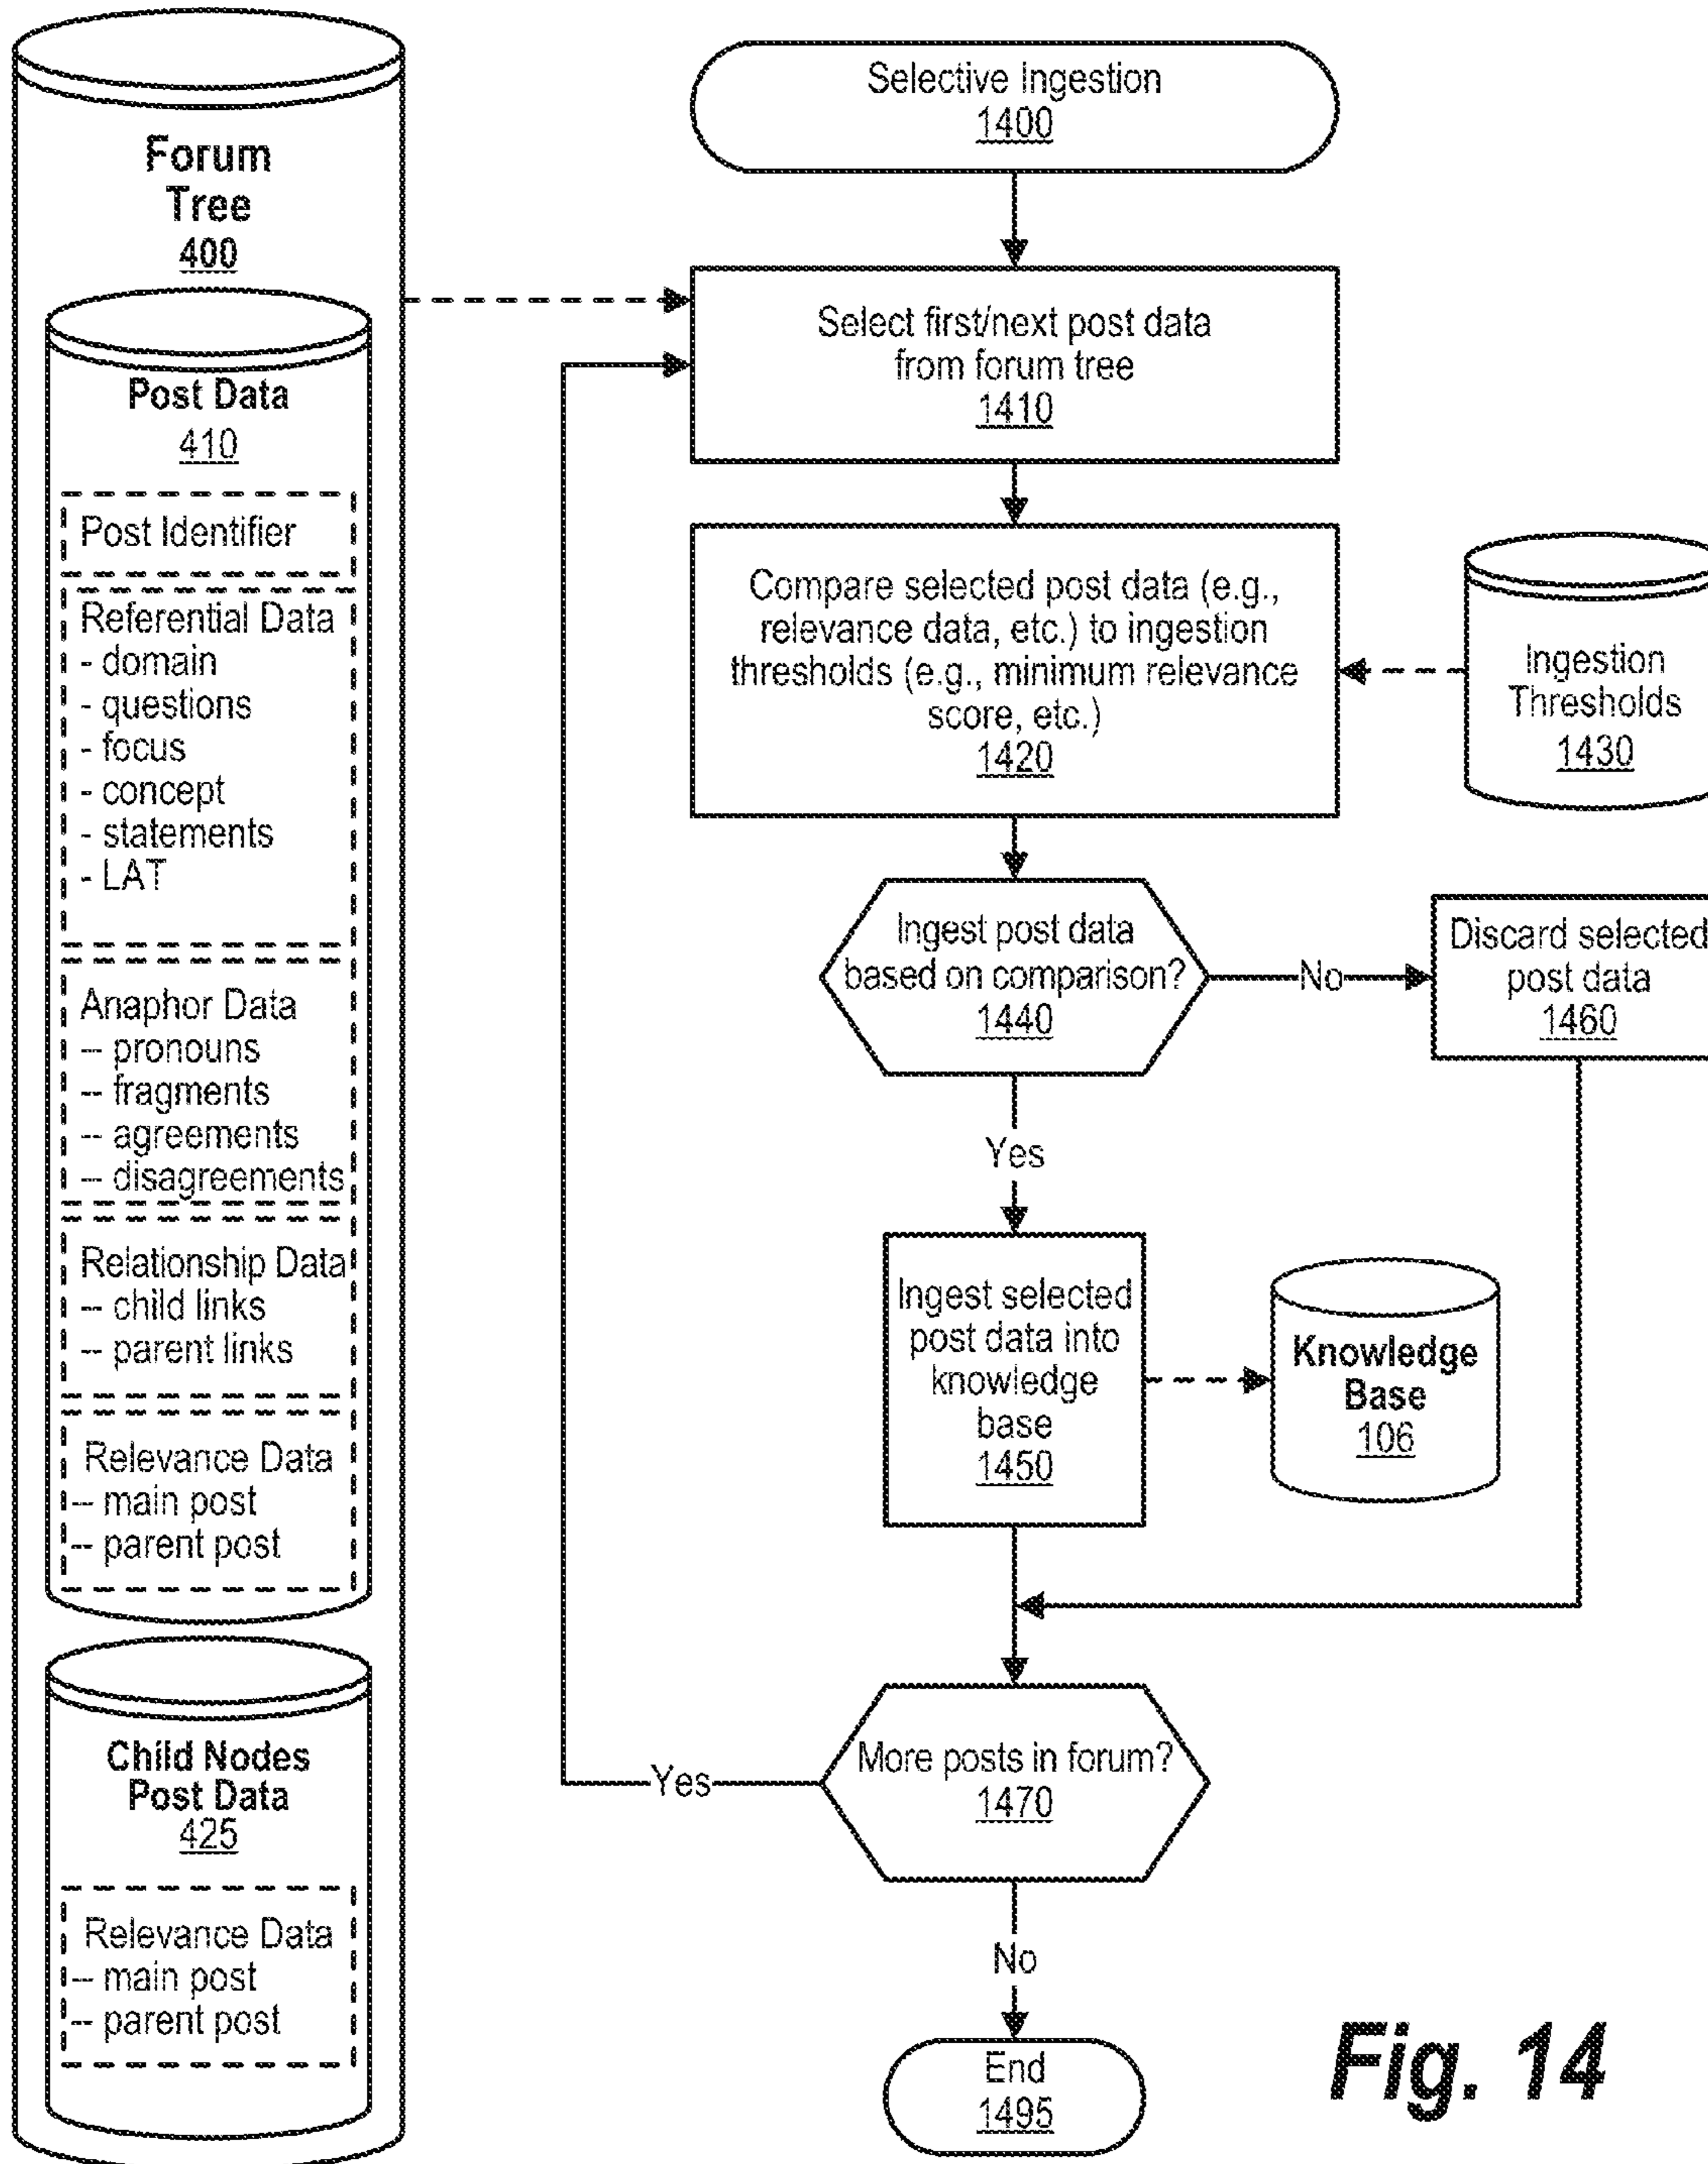 Forum
Tree
400
Post Data
410
Post Identifier
Referential Data
- domain
- questions
- focus
- concept
- statements
- LAT
Anaphor Data
-- pronouns
-- fragments
-- agreements
-- disagreements
Relationship Data
-- child links
-- parent links
Relevance Data
-- main post
-- parent post
Child Nodes
Post Data
425
Relevance Data
-- main post
-- parent post
Selective Ingestion
1400
Select first/next post data
from forum tree
1410
Compare selected post data (e.g.,
relevance data, etc.) to ingestion
thresholds (e.g., minimum relevance
score, etc.)
1420
Ingestion
Thresholds
1430
Ingest post data
based on comparison?
1440
No
Discard selected
post data
1460
Yes
Ingest selected
post data into
knowledge
base
1450
Knowledge
Base
106
More posts in forum?
1470
Yes
No
End
1495
Fig. 14